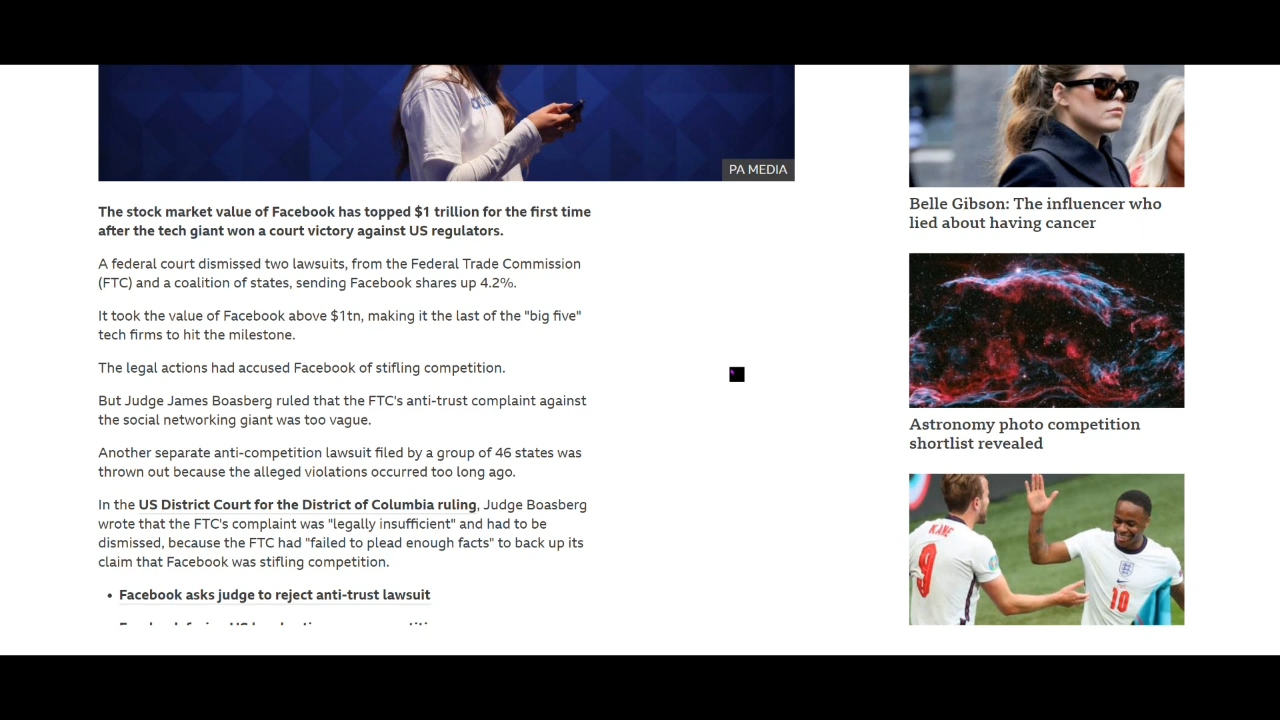 PA MEDIA
The stock market value of Facebook has topped $1 trillion for the first time
after the tech giant won a court victory against US regulators.
A federal court dismissed two lawsuits, from the Federal Trade Commission
(FTC) and a coalition of states, sending Facebook shares up 4.2%.
It took the value of Facebook above $1tn, making it the last of the "big five"
tech firms to hit the milestone.
The legal actions had accused Facebook of stifling competition.
But Judge James Boasberg ruled that the FTC's anti-trust complaint against
the social networking giant was too vague.
Another separate anti-competition lawsuit filed by a group of 46 states was
thrown out because the alleged violations occurred too long ago.
In the US District Court for the District of Columbia ruling, Judge Boasberg
wrote that the FTC's complaint was "legally insufficient" and had to be
dismissed, because the FTC had "failed to plead enough facts" to back up its
claim that Facebook was stifling competition.
• Facebook asks judge to reject anti-trust lawsuit
Belle Gibson: The influencer who
lied about having cancer
Astronomy photo competition
shortlist revealed
KANE
9
10